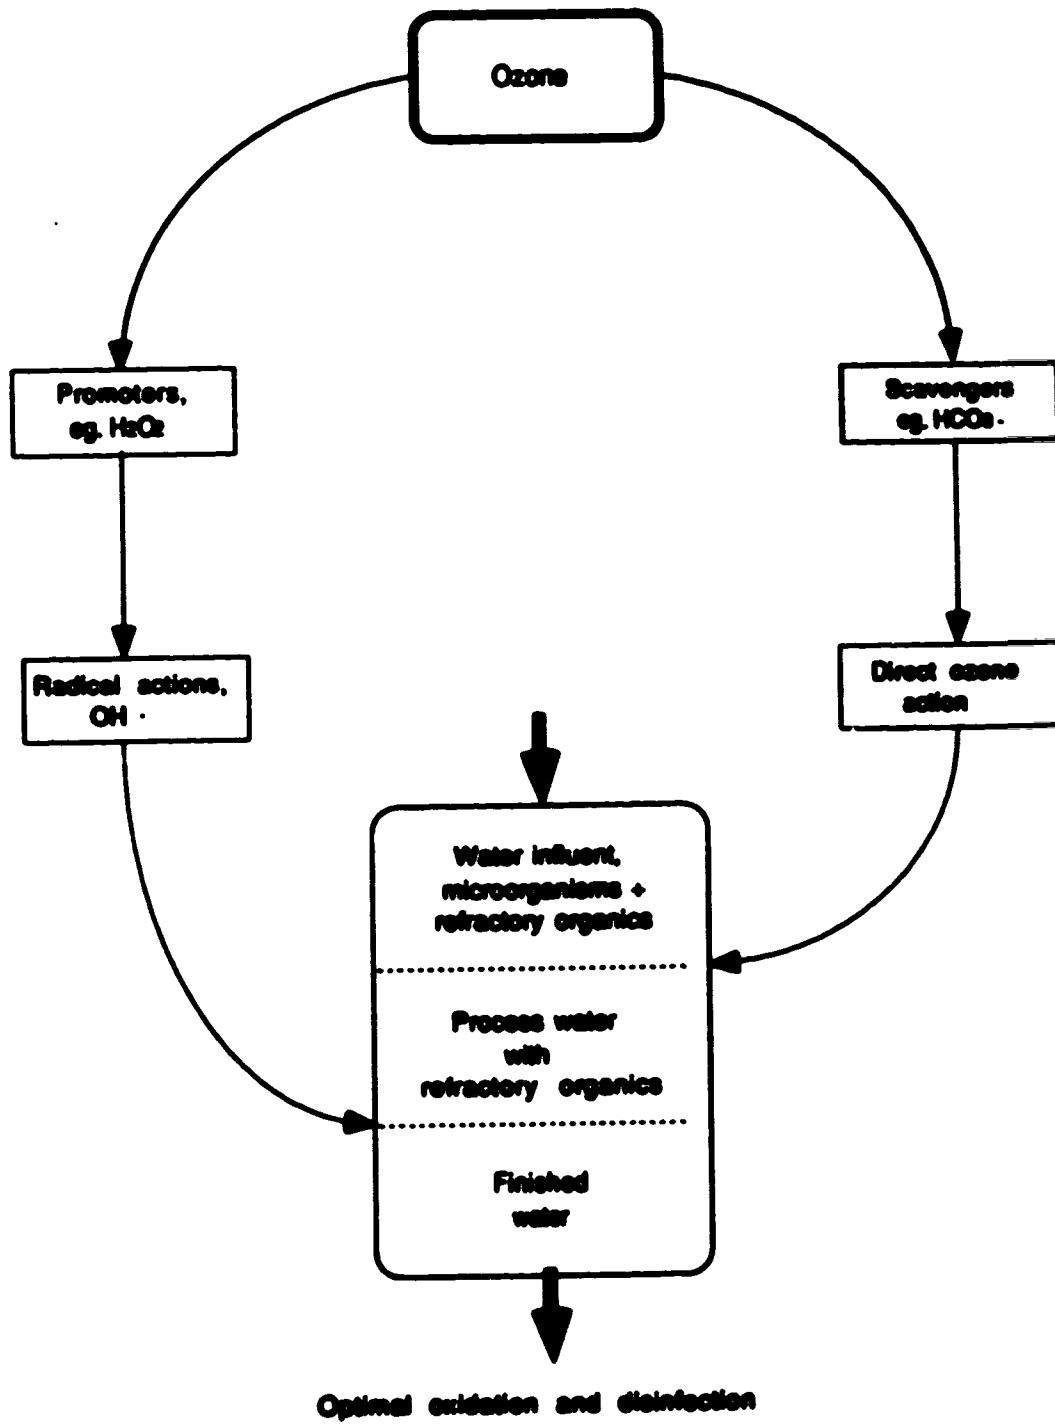 Ozone
Promoters,
eg. H₂O₂
Scavengers
eg. HCO₃ -
Radical actions,
OH ·
Direct ozone
action
Water influent,
microorganisms +
refractory organics
Process water
with
refractory organics
Finished
water
Optimal oxidation and disinfection